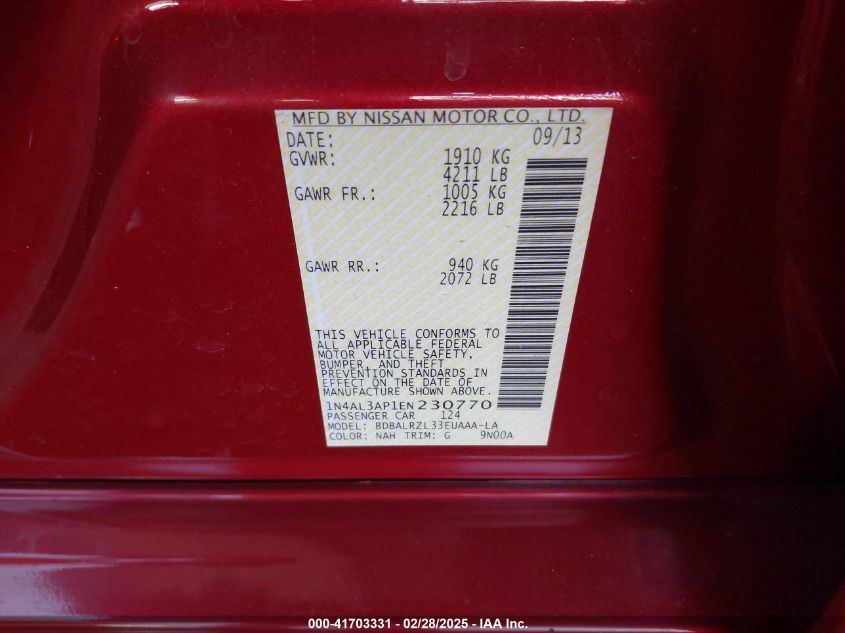 MFD BY NISSAN MOTOR CO., LTD.
DATE: 09/13
GVWR: 1910 KG
4211 LB
GAWR FR.: 1005 KG
2216 LB
GAWR RR.: 940 KG
2072 LB
THIS VEHICLE CONFORMS TO
ALL APPLICABLE FEDERAL
MOTOR VEHICLE SAFETY,
BUMPER, AND THEFT
PREVENTION STANDARDS IN
EFFECT ON THE DATE OF
MANUFACTURE SHOWN ABOVE.
1N4AL3AP1EN230770
PASSENGER CAR 124
MODEL: BDBALRZL33EUAAA-LA
COLOR: NAH TRIM: G 9N00A
000-41703331 - 02/28/2025 - IAA Inc.